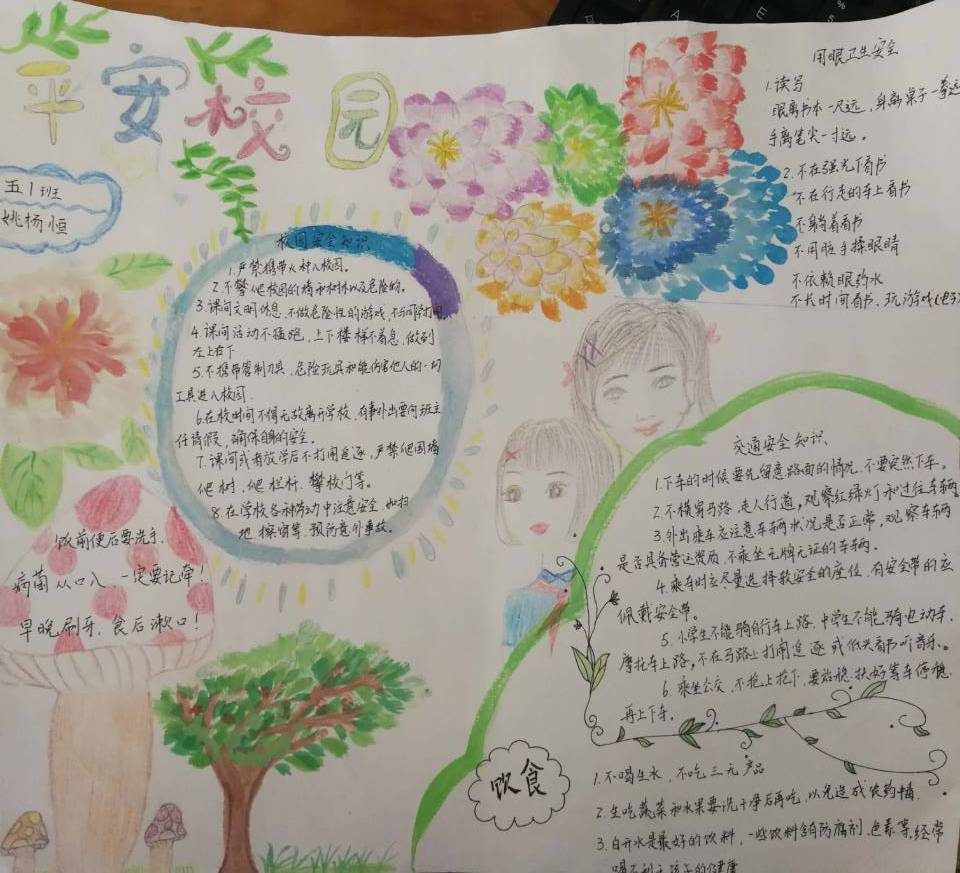 平安校园
五1班
姚杨恒
用眼卫生安全
1.读写
眼离书本一尺远，身离桌子一拳远
手离笔尖一寸远。
2.不在强光下看书
不在行走的车上看书
不躺着看书
不用脏手揉眼睛
不依赖眼药水
不长时间看书、玩游戏(电子
校园安全知识
1.严禁携带火种入校园。
2.不攀爬校园的墙和树林以及危险的。
3.课间文明休息，不做危险性的游戏，不
4.课间活动不猛跑，上下楼梯不着急，做到
左上右下
5.不携带管制刀具、危险玩具和能伤害他人的一切
工具进入校园.
6.在校时间不得无故离开学校，有事外出要向班主
任请假，确保自身的安全。
7.课间或者放学后不打闹追逐，严禁爬围墙
爬树、爬栏杆、攀校门等。
8.在学校各种劳动中注意安全，如扫
地 擦窗等，预防意外事故。
饭前便后要洗手.
病菌从口入 一定要记牢！
早晚刷牙，食后漱口！
交通安全知识
1.下车的时候要先留意路面的情况，不要突然下车。
2.不横穿马路，走人行道，观察红绿灯和过往车辆
3.外出乘车应注意车辆状况是否正常，观察车辆
是否具备营运资质，不乘坐无牌无证的车辆。
4.乘车时应尽量选择较安全的座位，有安全带的应
佩戴安全带。
5.小学生不能骑自行车上路，中学生不能骑电动车.
摩托车上路，不在马路上打闹追逐或低头看书听音乐。
6.乘坐公交，不抢上抢下，要站稳扶好等车停稳
再上下车。
饮食
1.不喝生水，不吃三无产品
2.生吃蔬菜和水果要洗干净后再吃，以免造成农药
3.白开水是最好的饮料，一些饮料含有防腐剂、色素等，经常
喝不利于孩子的健康